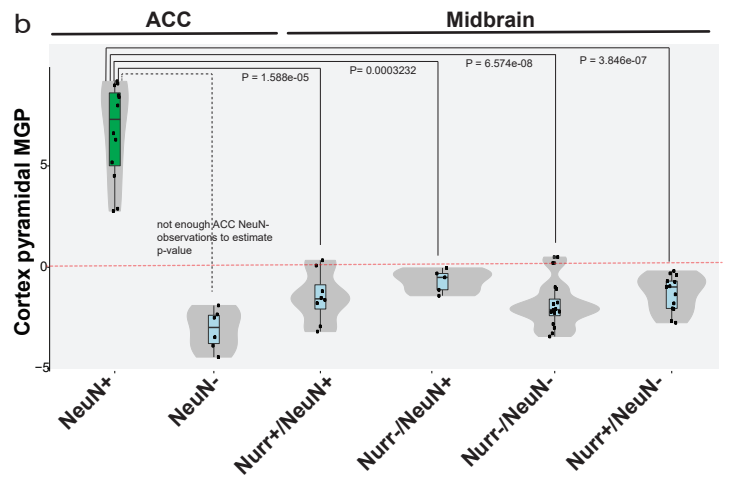 b
ACC
Midbrain
P = 1.588e-05
P= 0.0003232
P = 6.574e-08
P = 3.846e-07
Cortex pyramidal MGP
5
0
−5
not enough ACC NeuN-
observations to estimate
p-value
NeuN+
NeuN-
Nurr+/NeuN+
Nurr-/NeuN+
Nurr-/NeuN-
Nurr+/NeuN-